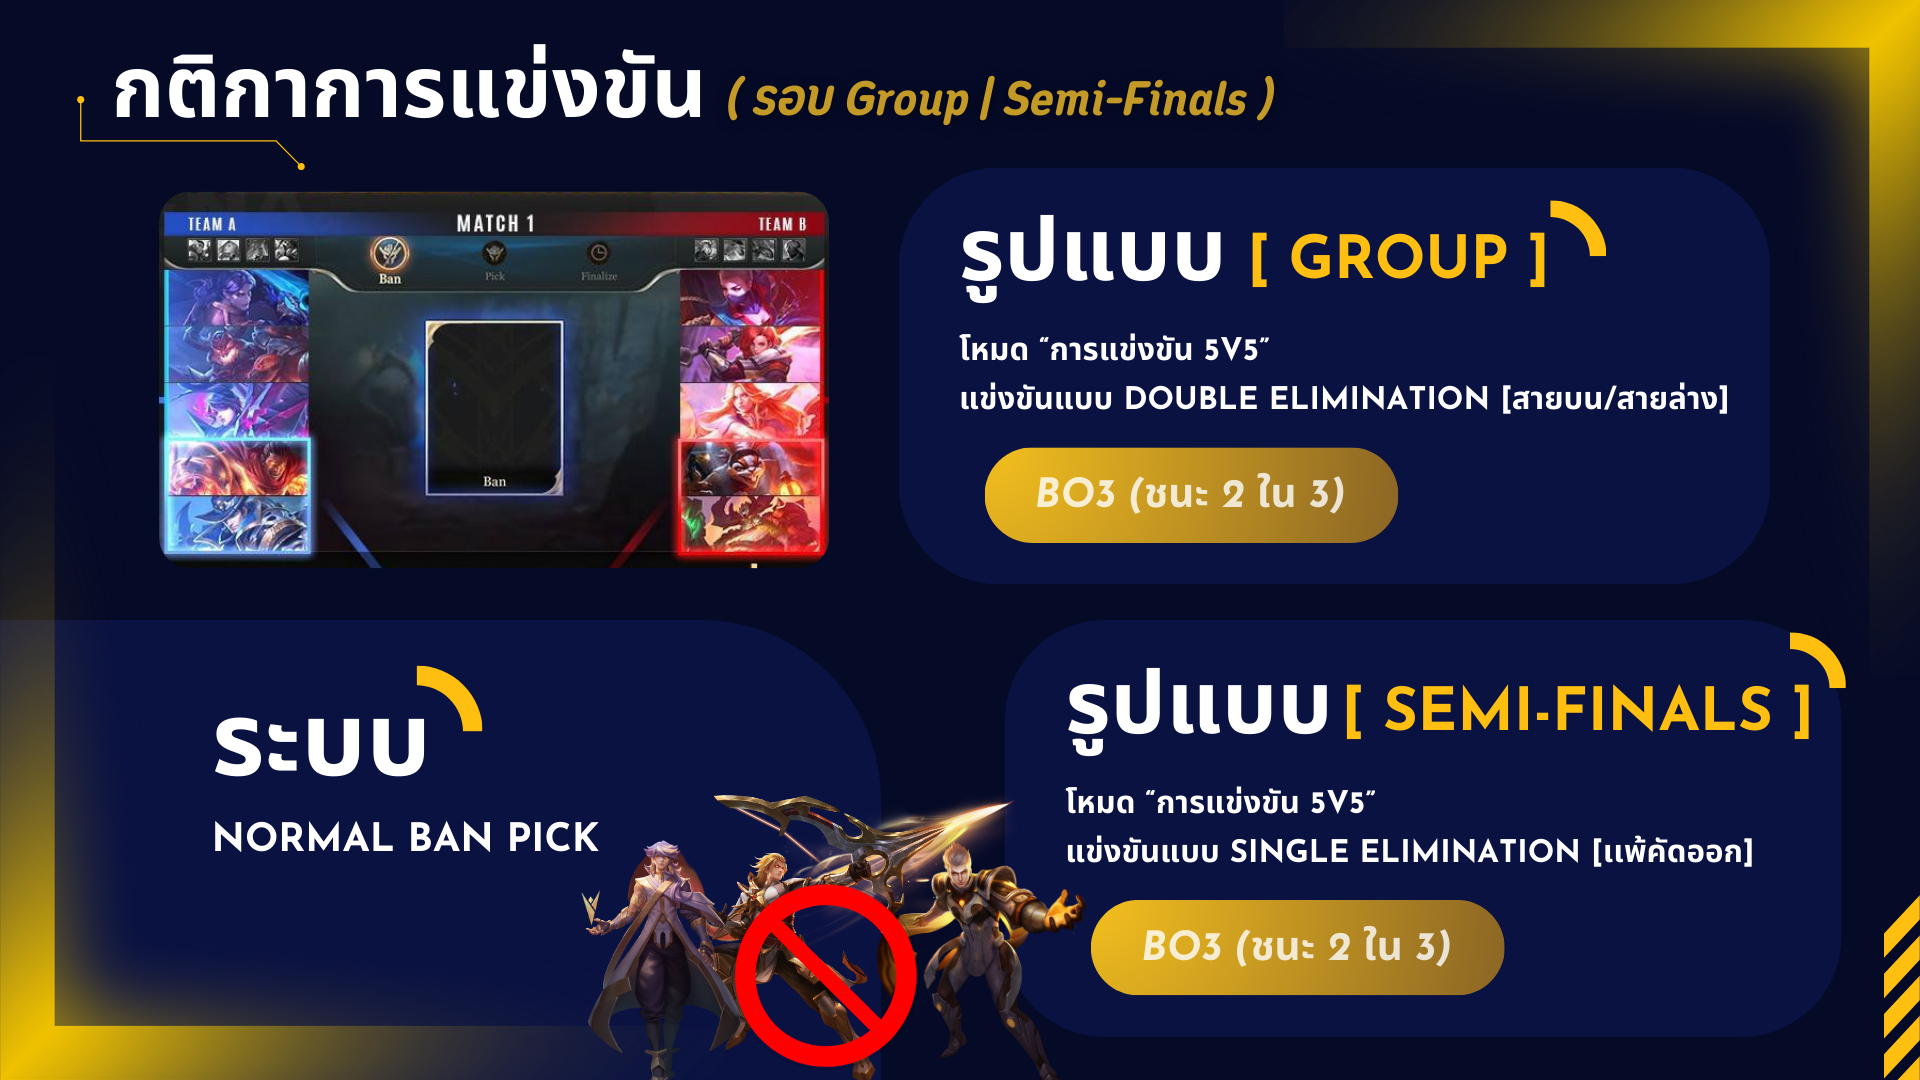 กติกาการแข่งขัน ( รอบ Group | Semi-Finals )
TEAM A
MATCH 1
TEAM B
Ban
Pick
Finalize
Ban
รูปแบบ [ GROUP ]
โหมด “การแข่งขัน 5V5”
แข่งขันแบบ DOUBLE ELIMINATION [สายบน/สายล่าง]
BO3 (ชนะ 2 ใน 3)
ระบบ
NORMAL BAN PICK
รูปแบบ [ SEMI-FINALS ]
โหมด “การแข่งขัน 5V5”
แข่งขันแบบ SINGLE ELIMINATION [แพ้คัดออก]
BO3 (ชนะ 2 ใน 3)